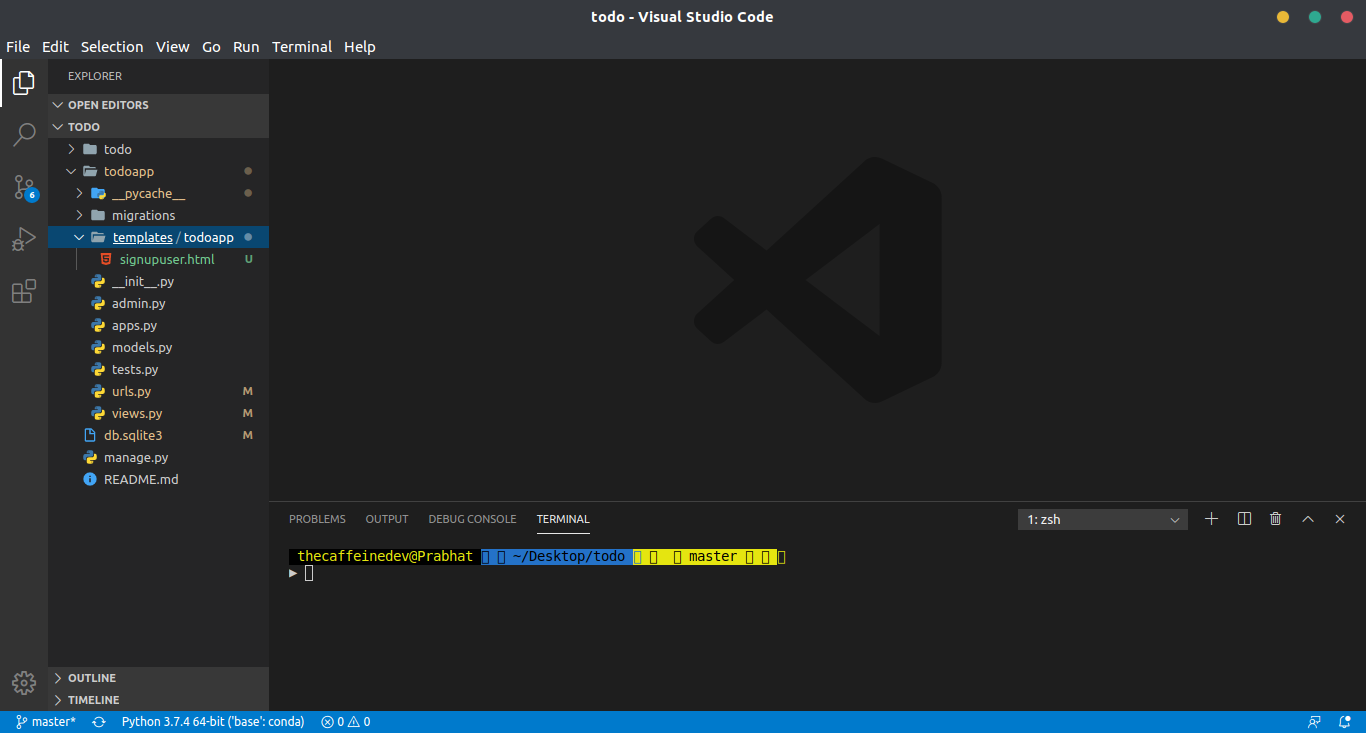 todo - Visual Studio Code
File Edit Selection View Go Run Terminal Help
EXPLORER
OPEN EDITORS
TODO
todo
todoapp
__pycache__
migrations
templates / todoapp
signupuser.html U
__init__.py
admin.py
apps.py
models.py
tests.py
urls.py M
views.py M
db.sqlite3 M
manage.py
README.md
6
OUTLINE
TIMELINE
PROBLEMS OUTPUT DEBUG CONSOLE TERMINAL 1: zsh
thecaffeinedev@Prabhat ~/Desktop/todo master
master* Python 3.7.4 64-bit ('base': conda) 0 0